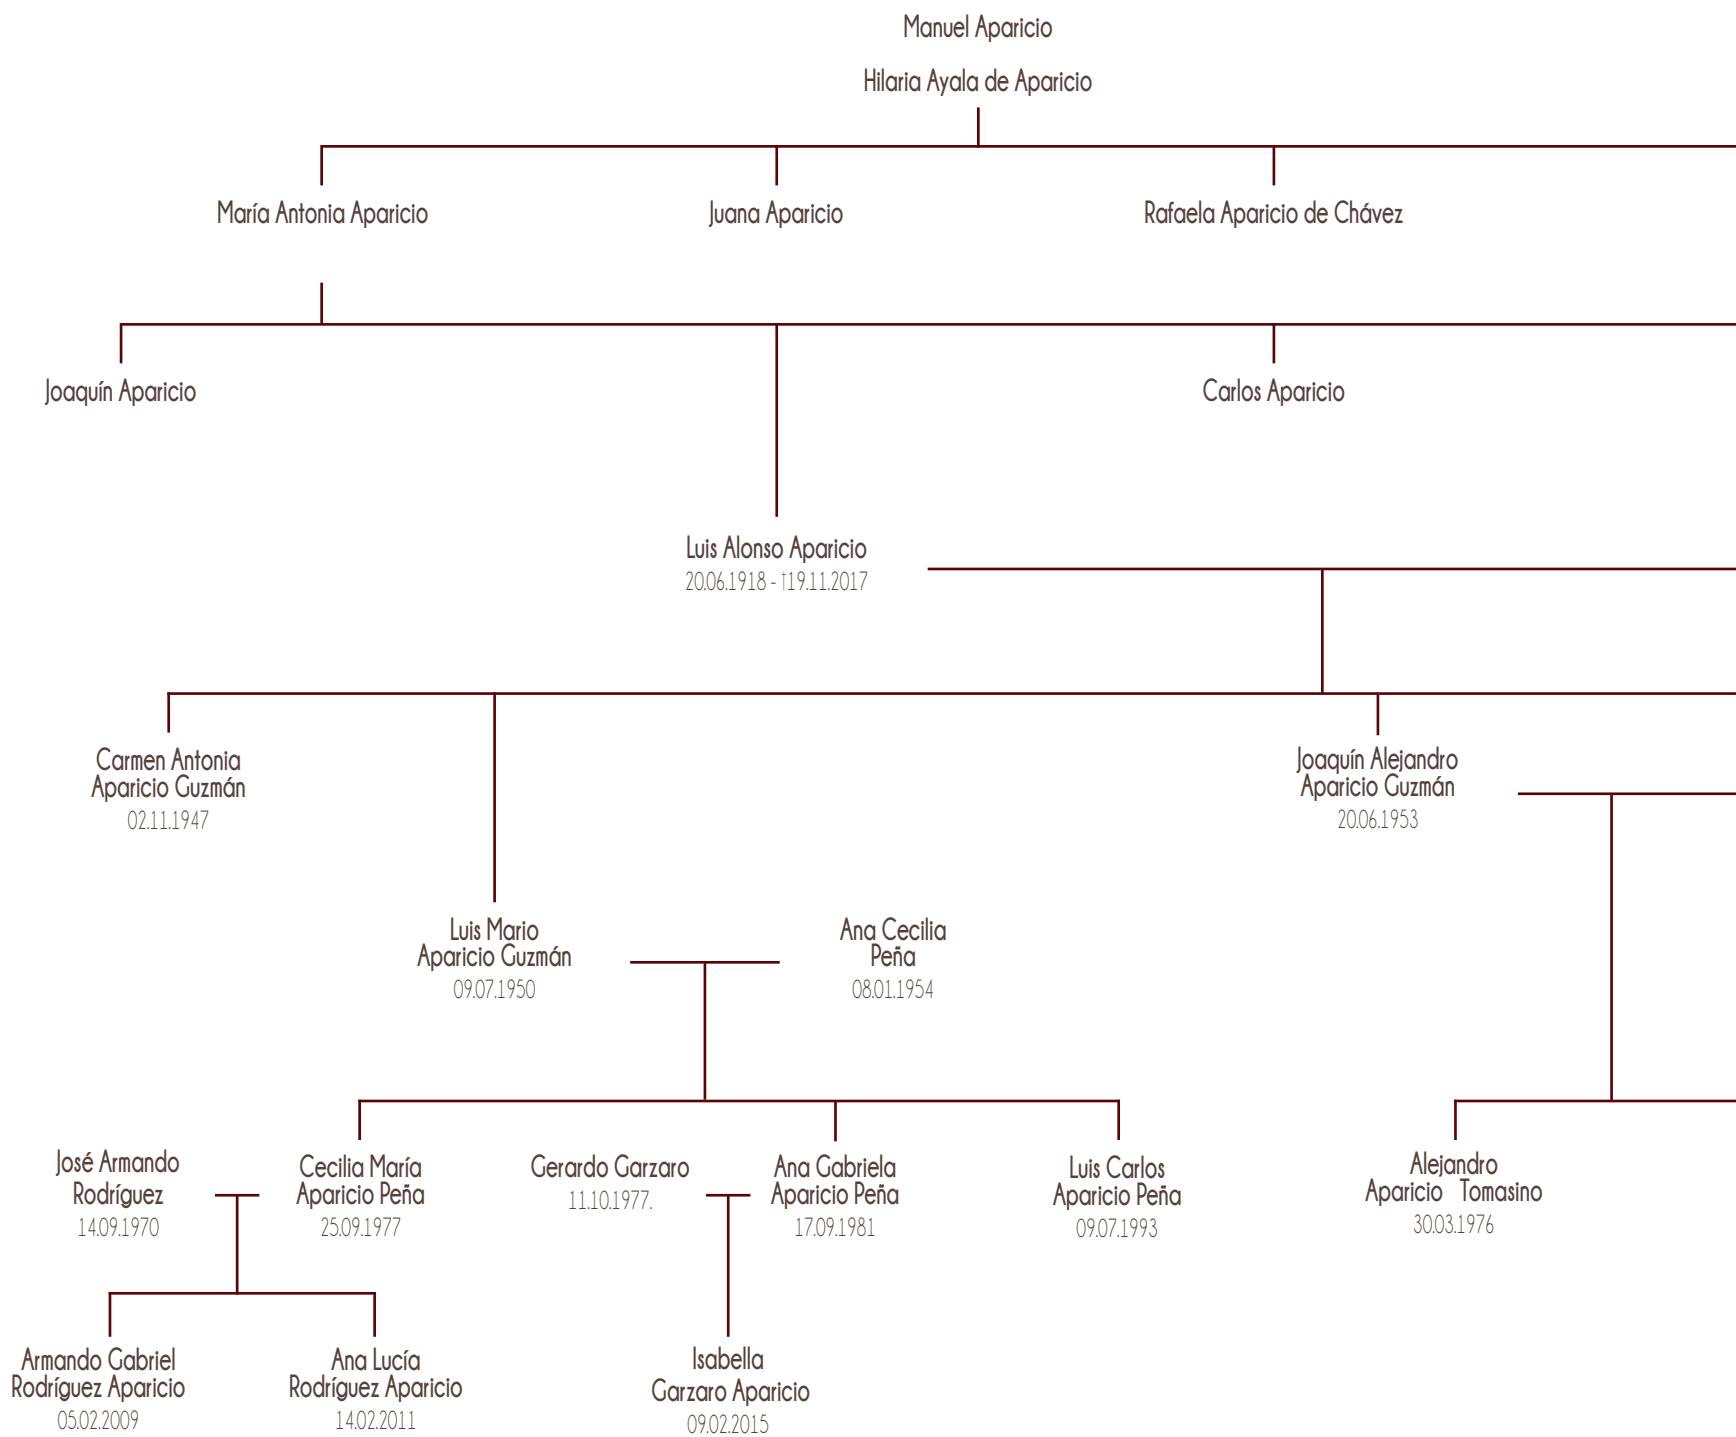 Manuel Aparicio
Hilaria Ayala de Aparicio
María Antonia Aparicio
Juana Aparicio
Rafaela Aparicio de Chávez
Joaquín Aparicio
Carlos Aparicio
Luis Alonso Aparicio
20.06.1918 - †19.11.2017
Carmen Antonia
Aparicio Guzmán
02.11.1947
Joaquín Alejandro
Aparicio Guzmán
20.06.1953
Luis Mario
Aparicio Guzmán
09.07.1950
Ana Cecilia
Peña
08.01.1954
José Armando
Rodríguez
14.09.1970
Cecilia María
Aparicio Peña
25.09.1977
Gerardo Garzaro
11.10.1977.
Ana Gabriela
Aparicio Peña
17.09.1981
Luis Carlos
Aparicio Peña
09.07.1993
Alejandro
Aparicio Tomasino
30.03.1976
Armando Gabriel
Rodríguez Aparicio
05.02.2009
Ana Lucía
Rodríguez Aparicio
14.02.2011
Isabella
Garzaro Aparicio
09.02.2015